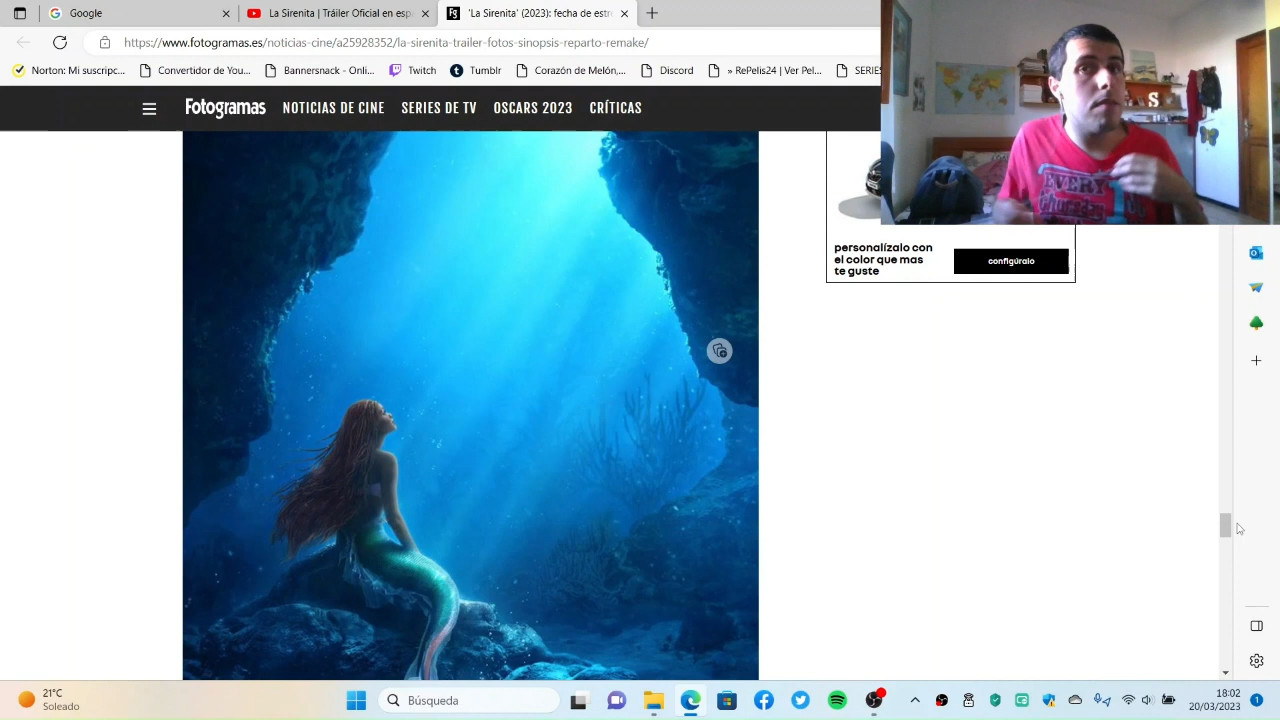 Google
La Sirenita | Tráiler Oficial en esp
'La Sirenita' (2023): fecha de estr
https://www.fotogramas.es/noticias-cine/a25928352/la-sirenita-trailer-fotos-sinopsis-reparto-remake/
Norton: Mi suscripc...
Convertidor de You...
Bannersnack - Onli...
Twitch
Tumblr
Corazón de Melón,...
Discord
» RePelis24 | Ver Pel...
SERIES
Fotogramas
NOTICIAS DE CINE
SERIES DE TV
OSCARS 2023
CRÍTICAS
S
EVERY
personalízalo con
el color que mas
te guste
configúralo
21°C
Soleado
Búsqueda
18:02
20/03/2023